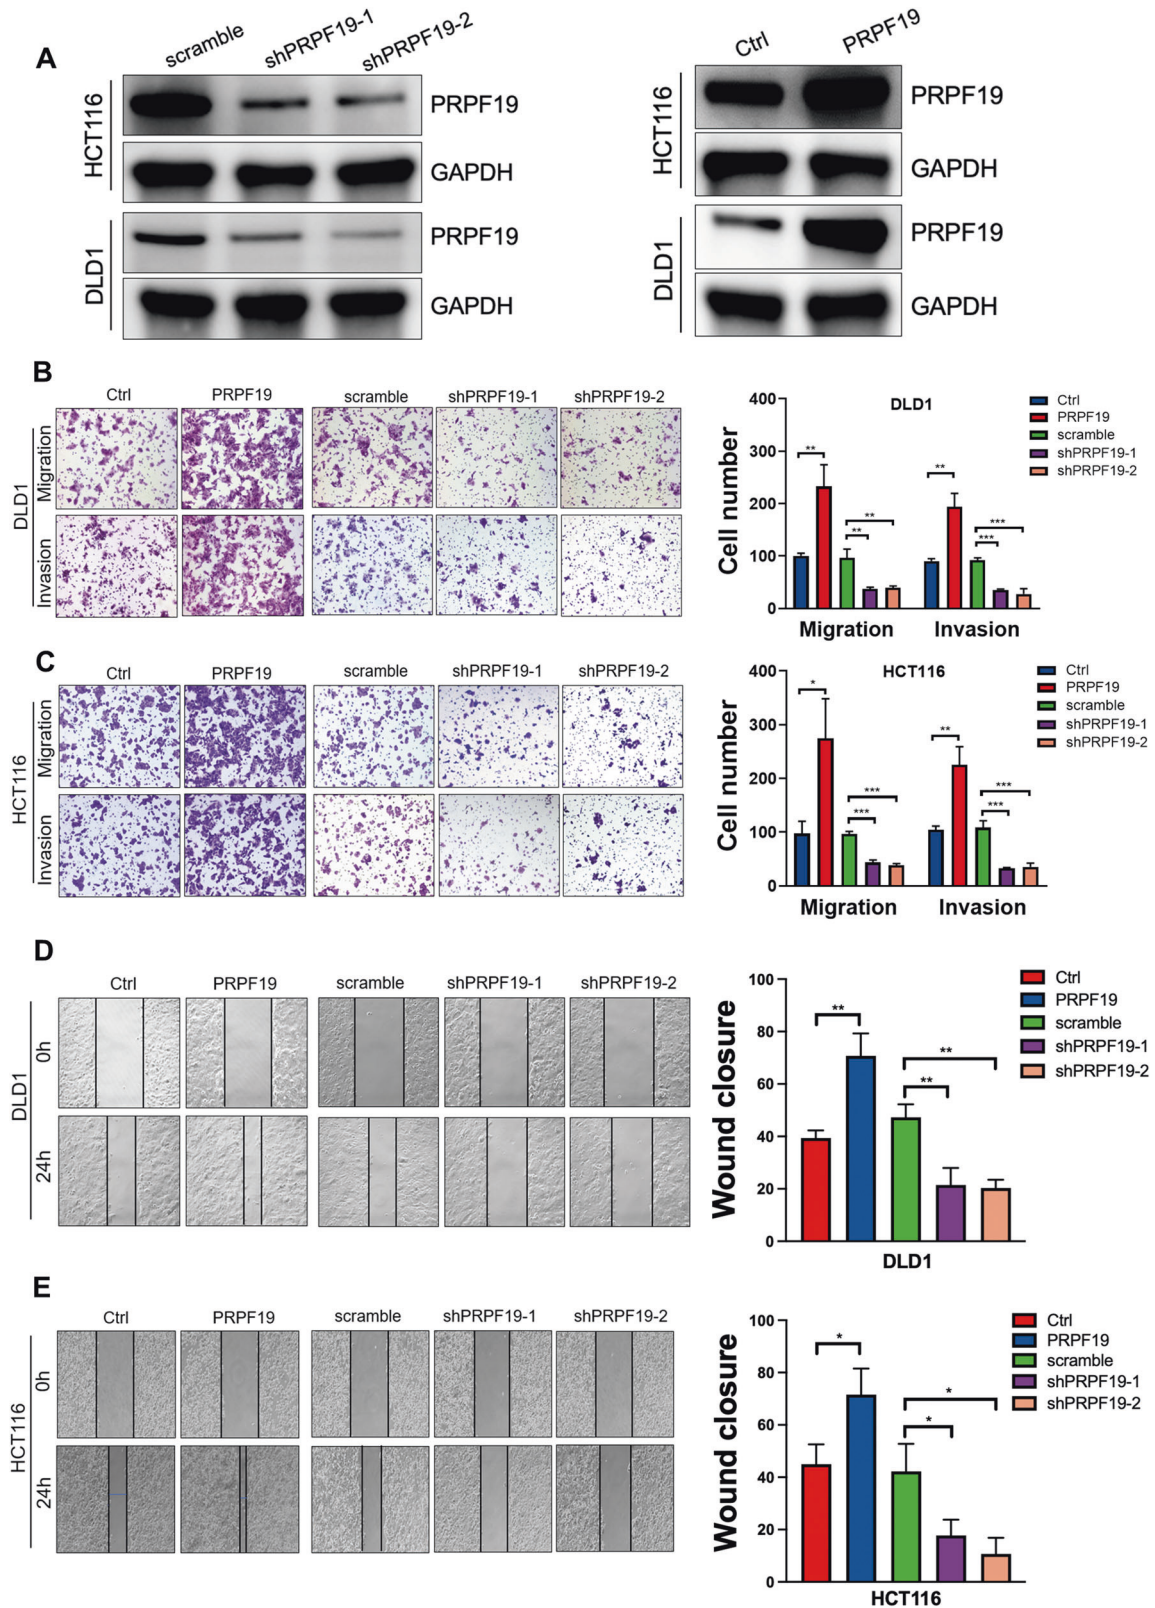 A
scramble
shPRPF19-1
shPRPF19-2
HCT116
PRPF19
GAPDH
DLD1
PRPF19
GAPDH
Ctrl
PRPF19
HCT116
PRPF19
GAPDH
DLD1
PRPF19
GAPDH
B
Ctrl
PRPF19
scramble
shPRPF19-1
shPRPF19-2
DLD1
Migration
Invasion
DLD1
Cell number
400
300
200
100
0
**
**
**
**
***
***
Migration
Invasion
Ctrl
PRPF19
scramble
shPRPF19-1
shPRPF19-2
C
Ctrl
PRPF19
scramble
shPRPF19-1
shPRPF19-2
HCT116
Migration
Invasion
HCT116
Cell number
400
300
200
100
0
*
***
***
**
***
***
Migration
Invasion
Ctrl
PRPF19
scramble
shPRPF19-1
shPRPF19-2
D
Ctrl
PRPF19
scramble
shPRPF19-1
shPRPF19-2
DLD1
0h
24h
Wound closure
100
80
60
40
20
0
**
**
**
DLD1
Ctrl
PRPF19
scramble
shPRPF19-1
shPRPF19-2
E
Ctrl
PRPF19
scramble
shPRPF19-1
shPRPF19-2
HCT116
0h
24h
Wound closure
100
80
60
40
20
0
*
*
*
HCT116
Ctrl
PRPF19
scramble
shPRPF19-1
shPRPF19-2